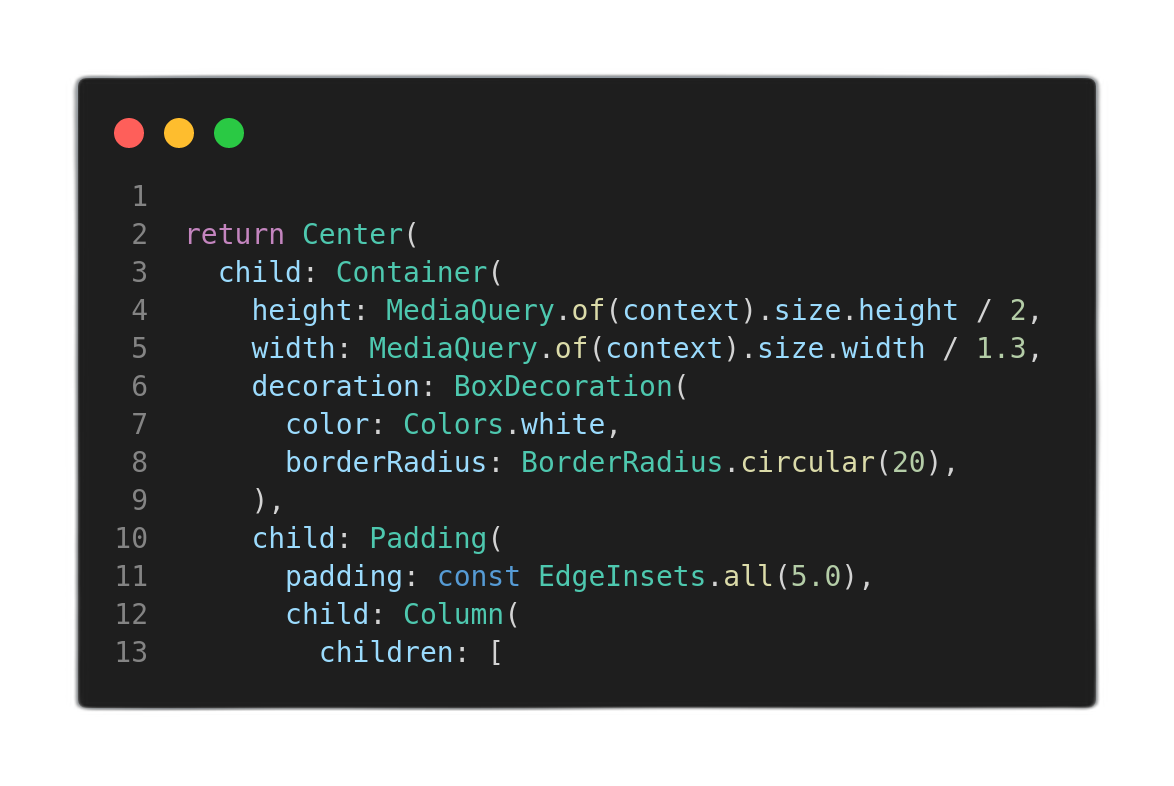 1
2 return Center(
3   child: Container(
4     height: MediaQuery.of(context).size.height / 2,
5     width: MediaQuery.of(context).size.width / 1.3,
6     decoration: BoxDecoration(
7       color: Colors.white,
8       borderRadius: BorderRadius.circular(20),
9     ),
10     child: Padding(
11       padding: const EdgeInsets.all(5.0),
12       child: Column(
13         children: [